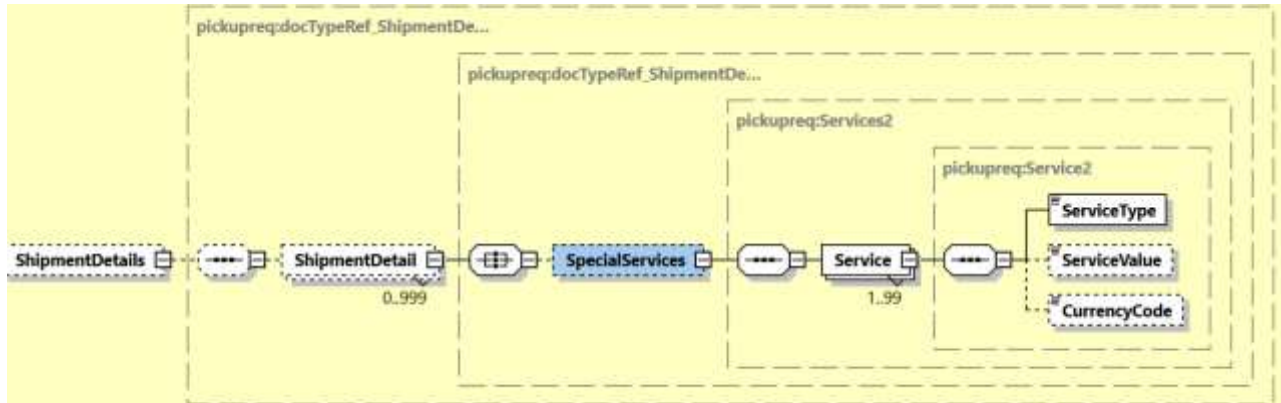 pickupreq:docTypeRef_ShipmentDe...
pickupreq:docTypeRef_ShipmentDe...
pickupreq:Services2
pickupreq:Service2
ServiceType
ShipmentDetails
ShipmentDetail
SpecialServices
Service
ServiceValue
0..999
1..99
CurrencyCode